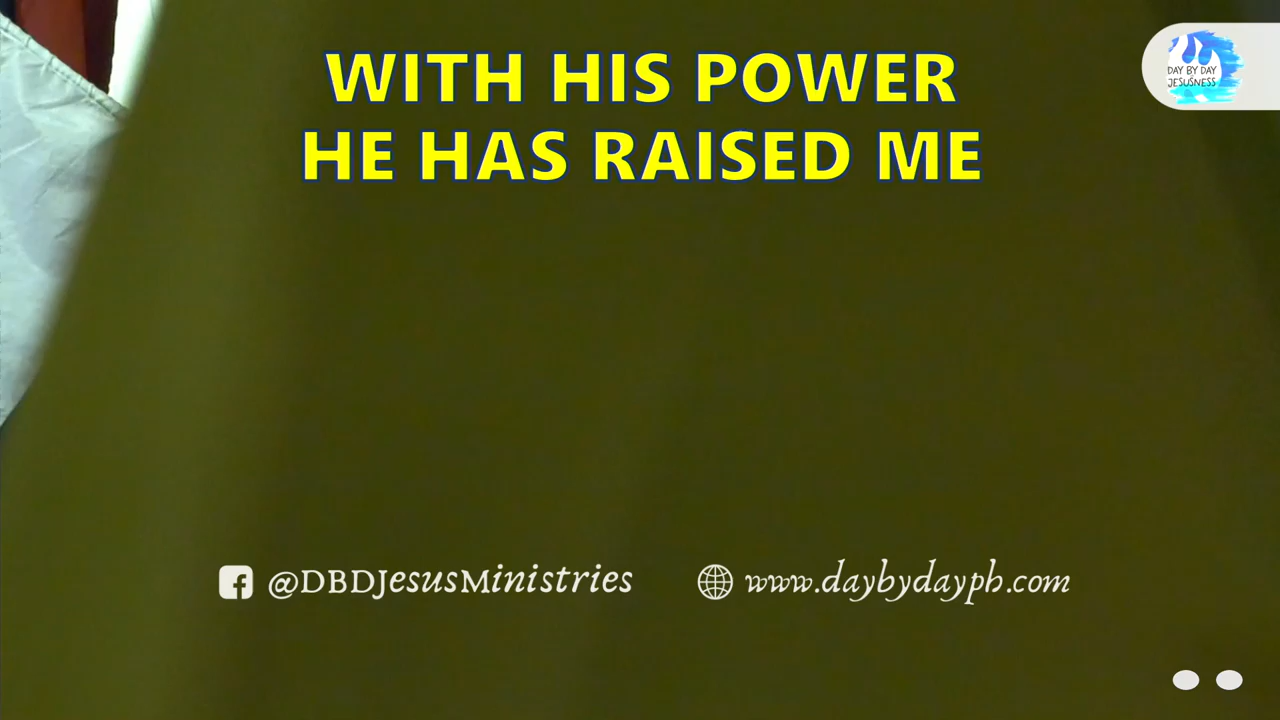 WITH HIS POWER
HE HAS RAISED ME
DAY BY DAY
JESUSNESS
@DBDJesusMinistries
www.daybydayph.com